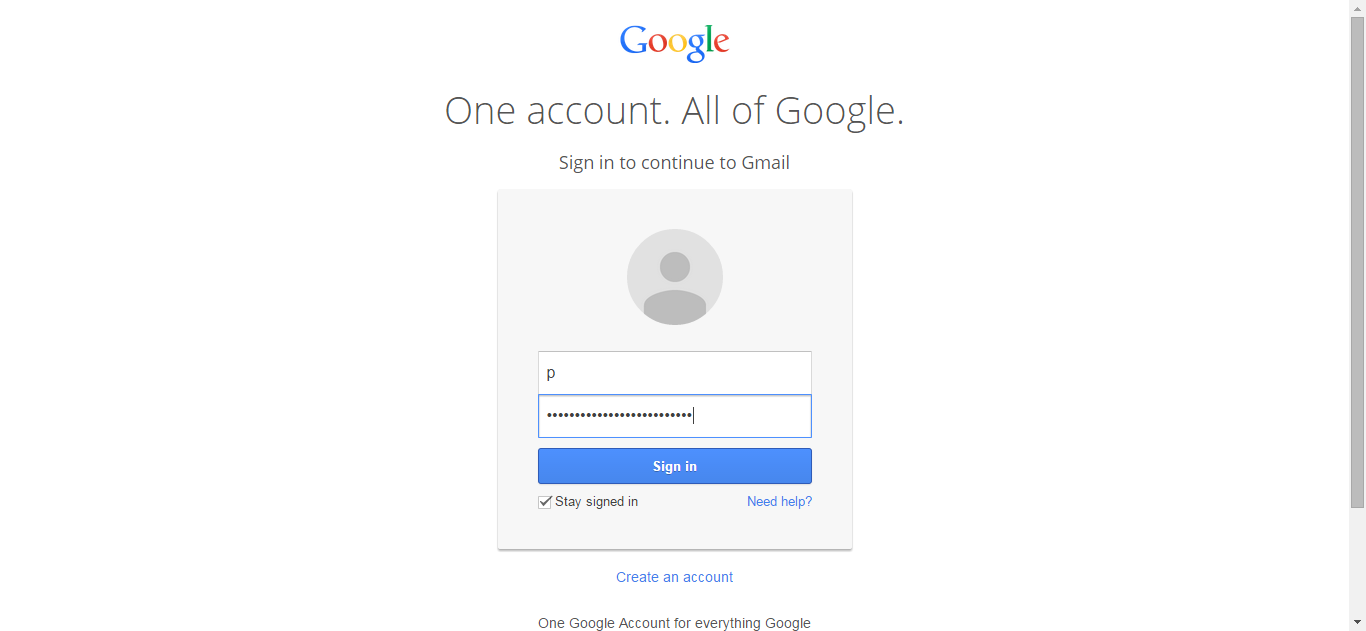 Google
One account. All of Google.
Sign in to continue to Gmail
p
••••••••••••••••••••••••••
Sign in
Stay signed in Need help?
Create an account
One Google Account for everything Google